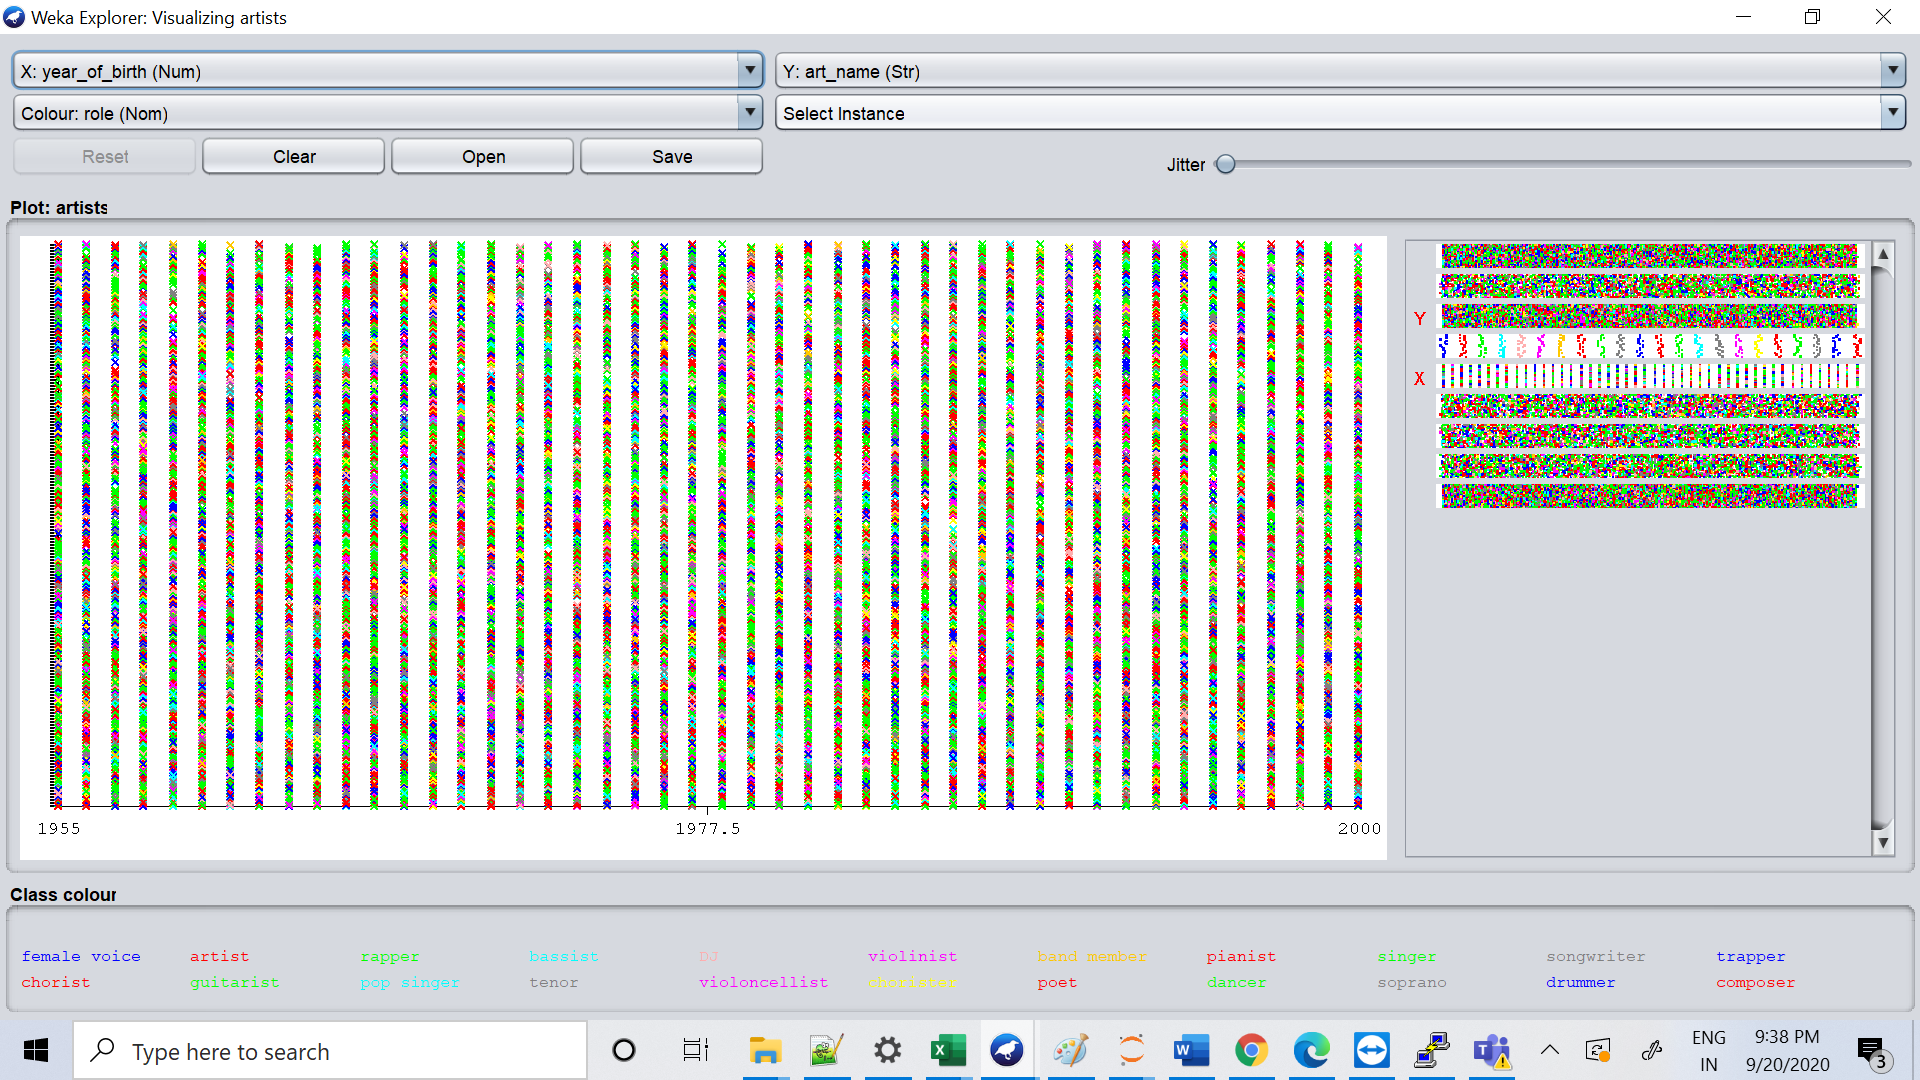 Weka Explorer: Visualizing artists
X: year_of_birth (Num)
Y: art_name (Str)
Colour: role (Nom)
Select Instance
Reset
Clear
Open
Save
Jitter
Plot: artists
Y
X
1955
1977.5
2000
Class colour
female voice artist rapper bassist DJ violinist band member pianist singer songwriter trapper
chorist guitarist pop singer tenor violoncellist chorister poet dancer soprano drummer composer
Type here to search
ENG
IN
9:38 PM
9/20/2020
3